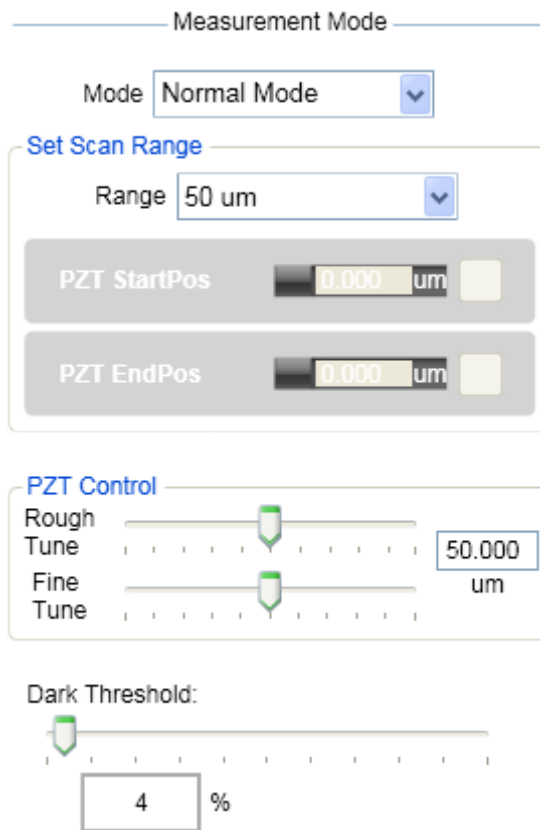 Measurement Mode
Mode Normal Mode
Set Scan Range
Range 50 um
PZT StartPos 0.000 um
PZT EndPos 0.000 um
PZT Control
Rough
Tune
50.000
um
Fine
Tune
Dark Threshold:
4 %